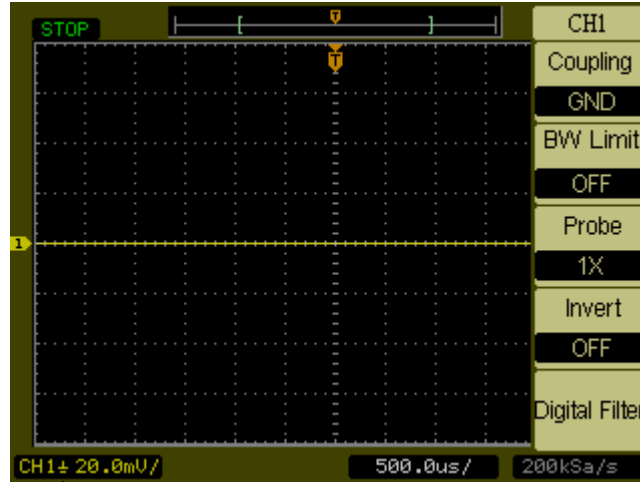 STOP
T
CH1
T
Coupling
GND
BW Limit
OFF
Probe
1X
1
Invert
OFF
Digital Filter
CH1⏚ 20.0mV/ 500.0us/ 200kSa/s